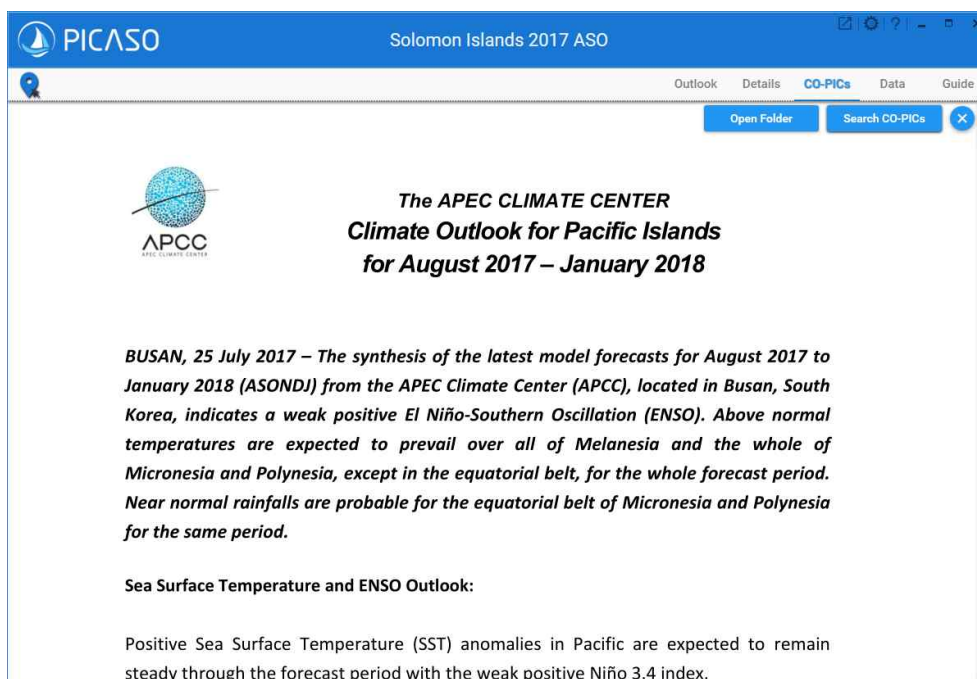 PICASO
Solomon Islands 2017 ASO
Outlook Details CO-PICs Data Guide
Open Folder Search CO-PICs
APCC
APEC CLIMATE CENTER
The APEC CLIMATE CENTER
Climate Outlook for Pacific Islands
for August 2017 – January 2018
BUSAN, 25 July 2017 – The synthesis of the latest model forecasts for August 2017 to
January 2018 (ASONDJ) from the APEC Climate Center (APCC), located in Busan, South
Korea, indicates a weak positive El Niño-Southern Oscillation (ENSO). Above normal
temperatures are expected to prevail over all of Melanesia and the whole of
Micronesia and Polynesia, except in the equatorial belt, for the whole forecast period.
Near normal rainfalls are probable for the equatorial belt of Micronesia and Polynesia
for the same period.
Sea Surface Temperature and ENSO Outlook:
Positive Sea Surface Temperature (SST) anomalies in Pacific are expected to remain
steady through the forecast period with the weak positive Niño 3.4 index.